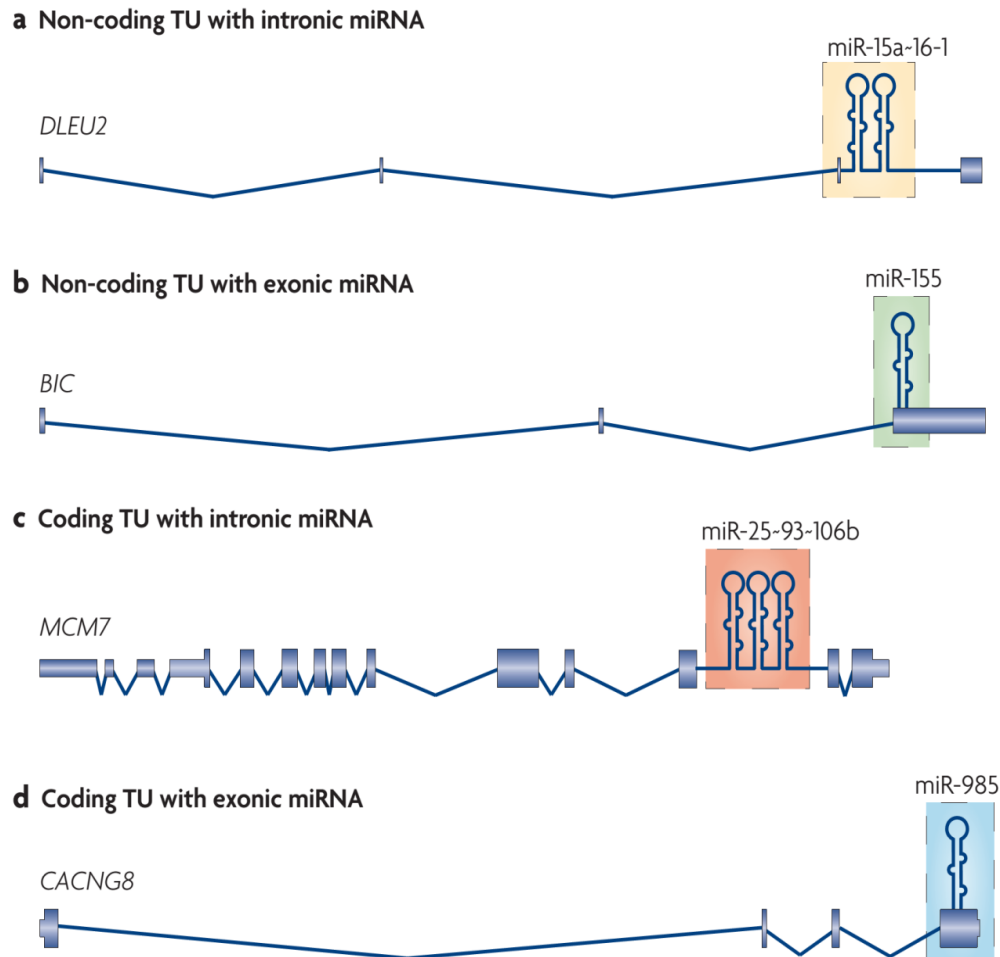 a Non-coding TU with intronic miRNA
miR-15a~16-1
DLEU2
b Non-coding TU with exonic miRNA
miR-155
BIC
c Coding TU with intronic miRNA
miR-25~93~106b
MCM7
d Coding TU with exonic miRNA
miR-985
CACNG8